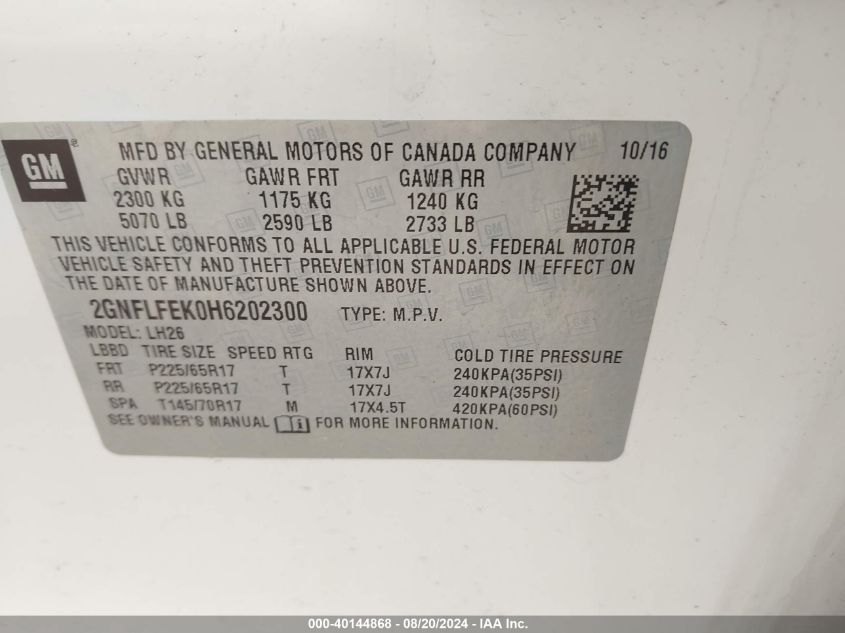 GM ® MFD BY GENERAL MOTORS OF CANADA COMPANY 10/16
GVWR GAWR FRT GAWR RR
2300 KG 1175 KG 1240 KG
5070 LB 2590 LB 2733 LB
THIS VEHICLE CONFORMS TO ALL APPLICABLE U.S. FEDERAL MOTOR
VEHICLE SAFETY AND THEFT PREVENTION STANDARDS IN EFFECT ON
THE DATE OF MANUFACTURE SHOWN ABOVE.
2GNFLFEK0H6202300 TYPE: M.P.V.
MODEL: LH26
LBBD TIRE SIZE SPEED RTG RIM COLD TIRE PRESSURE
FRT P225/65R17 T 17X7J 240KPA(35PSI)
RR P225/65R17 T 17X7J 240KPA(35PSI)
SPA T145/70R17 M 17X4.5T 420KPA(60PSI)
SEE OWNER'S MANUAL FOR MORE INFORMATION.
000-40144868 - 08/20/2024 - IAA Inc.